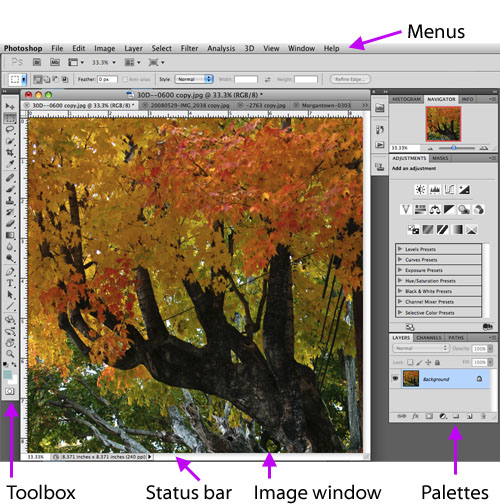 Menus
Photoshop File Edit Image Layer Select Filter Analysis 3D View Window Help
Ps Br Mb 33.3%
Feather: 0 px Anti-alias Style: Normal Width: Height: Refine Edge...
30D--0600 copy.jpg @ 33.3% (RGB/8) *
30D--0600 copy.jpg @ 33.3% (RGB/8) * 20080529-IMG_2038 copy.jpg -2763 copy.jpg Morgantown-0303
HISTOGRAM NAVIGATOR INFO
33.33%
ADJUSTMENTS MASKS
Add an adjustment
Levels Presets
Curves Presets
Exposure Presets
Hue/Saturation Presets
Black & White Presets
Channel Mixer Presets
Selective Color Presets
LAYERS CHANNELS PATHS
Normal Opacity: 100%
Lock: Fill: 100%
Background
33.33% 8.371 inches x 8.371 inches (240 ppi)
Toolbox Status bar Image window Palettes